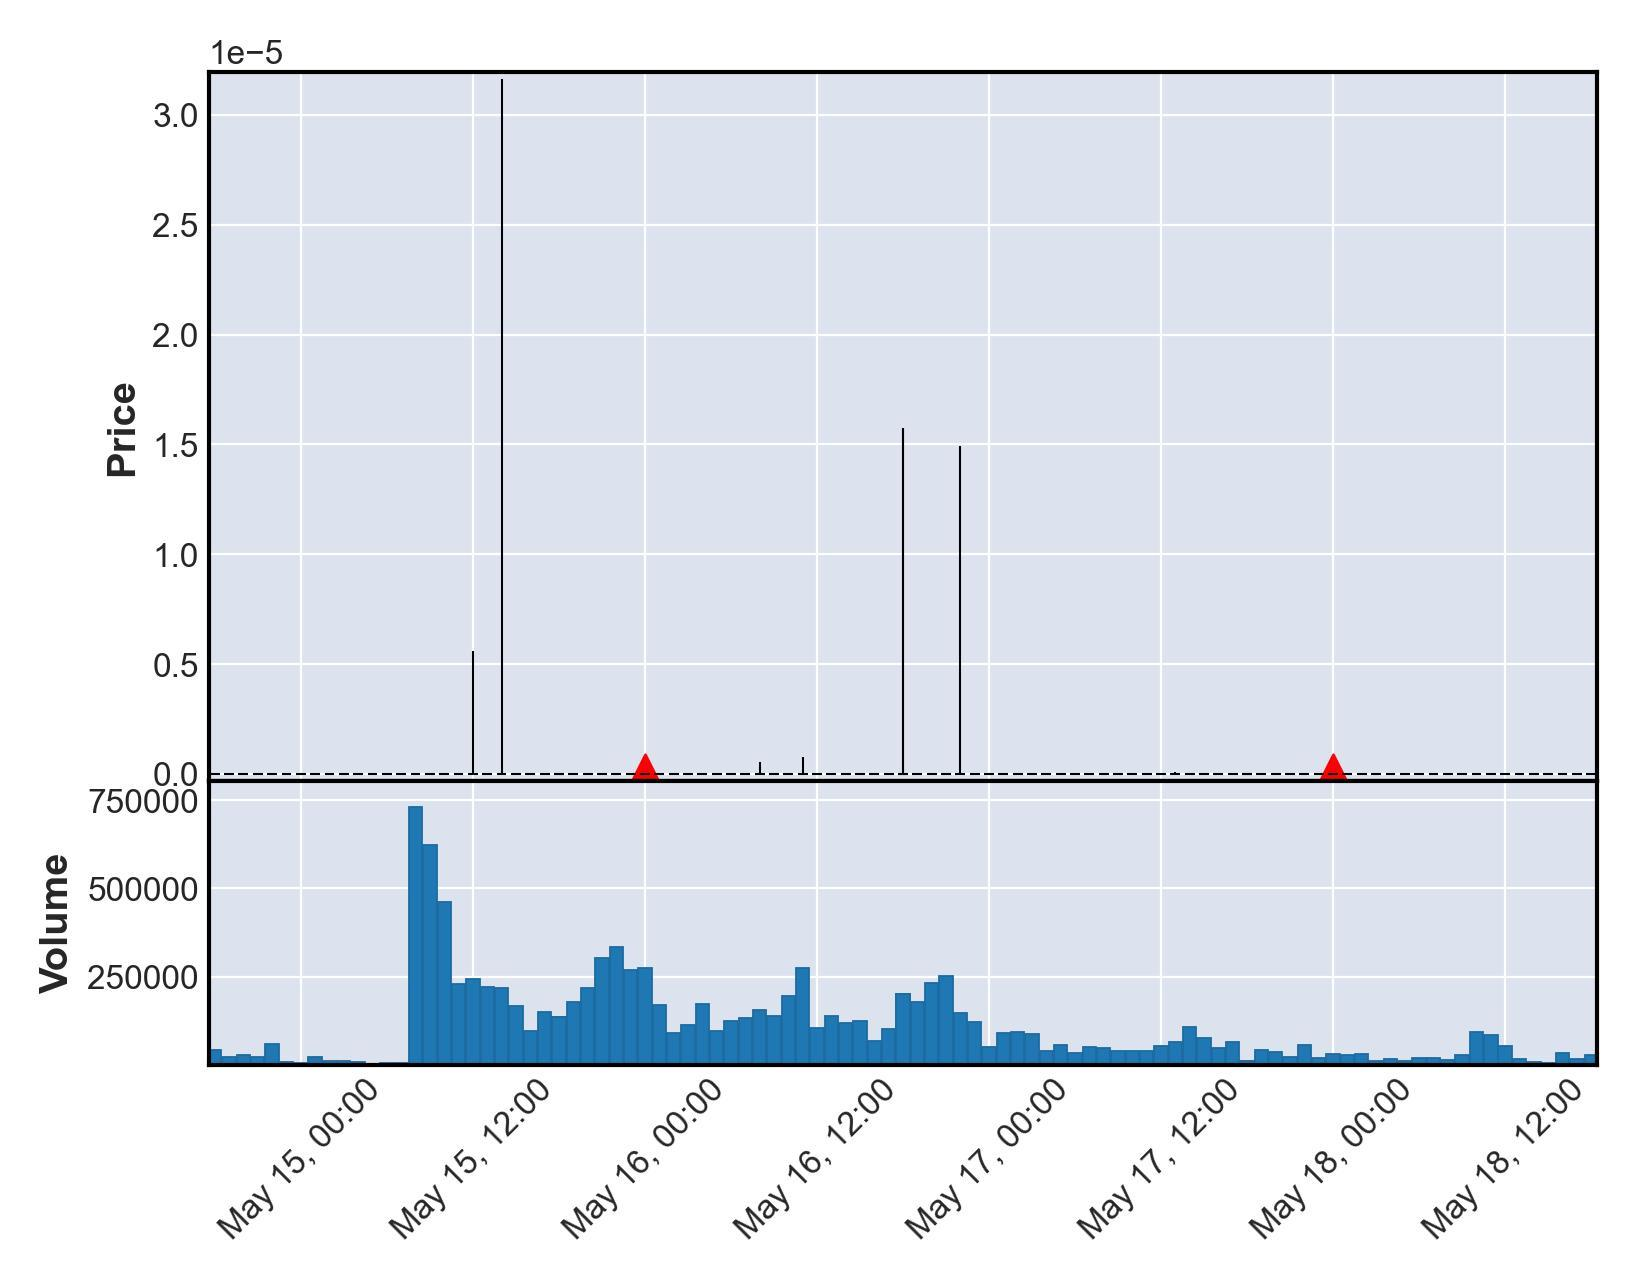 1e−5
3.0
2.5
2.0
1.5
1.0
0.5
0.0
Price
750000
500000
250000
Volume
May 15, 00:00
May 15, 12:00
May 16, 00:00
May 16, 12:00
May 17, 00:00
May 17, 12:00
May 18, 00:00
May 18, 12:00